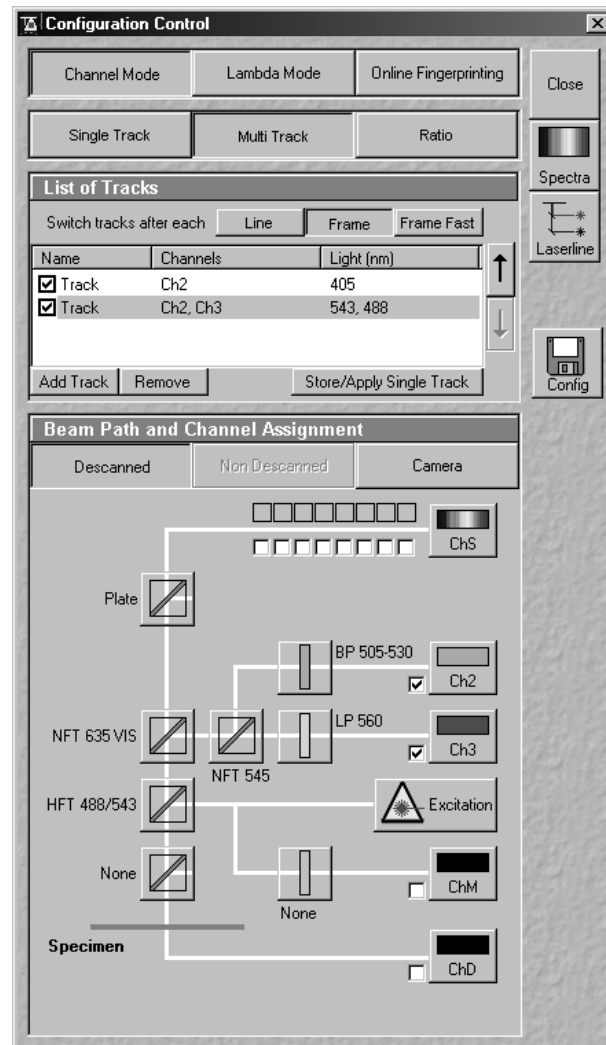 Configuration Control
Channel Mode Lambda Mode Online Fingerprinting
Close
Single Track Multi Track Ratio
Spectra
List of Tracks
Switch tracks after each Line Frame Frame Fast
Laserline
Name Channels Light (nm)
Track Ch2 405
Track Ch2, Ch3 543, 488
Add Track Remove Store/Apply Single Track
Config
Beam Path and Channel Assignment
Descanned Non Descanned Camera
ChS
Plate
BP 505-530
Ch2
LP 560
NFT 635 VIS
Ch3
NFT 545
HFT 488/543
Excitation
None
ChM
None
Specimen
ChD